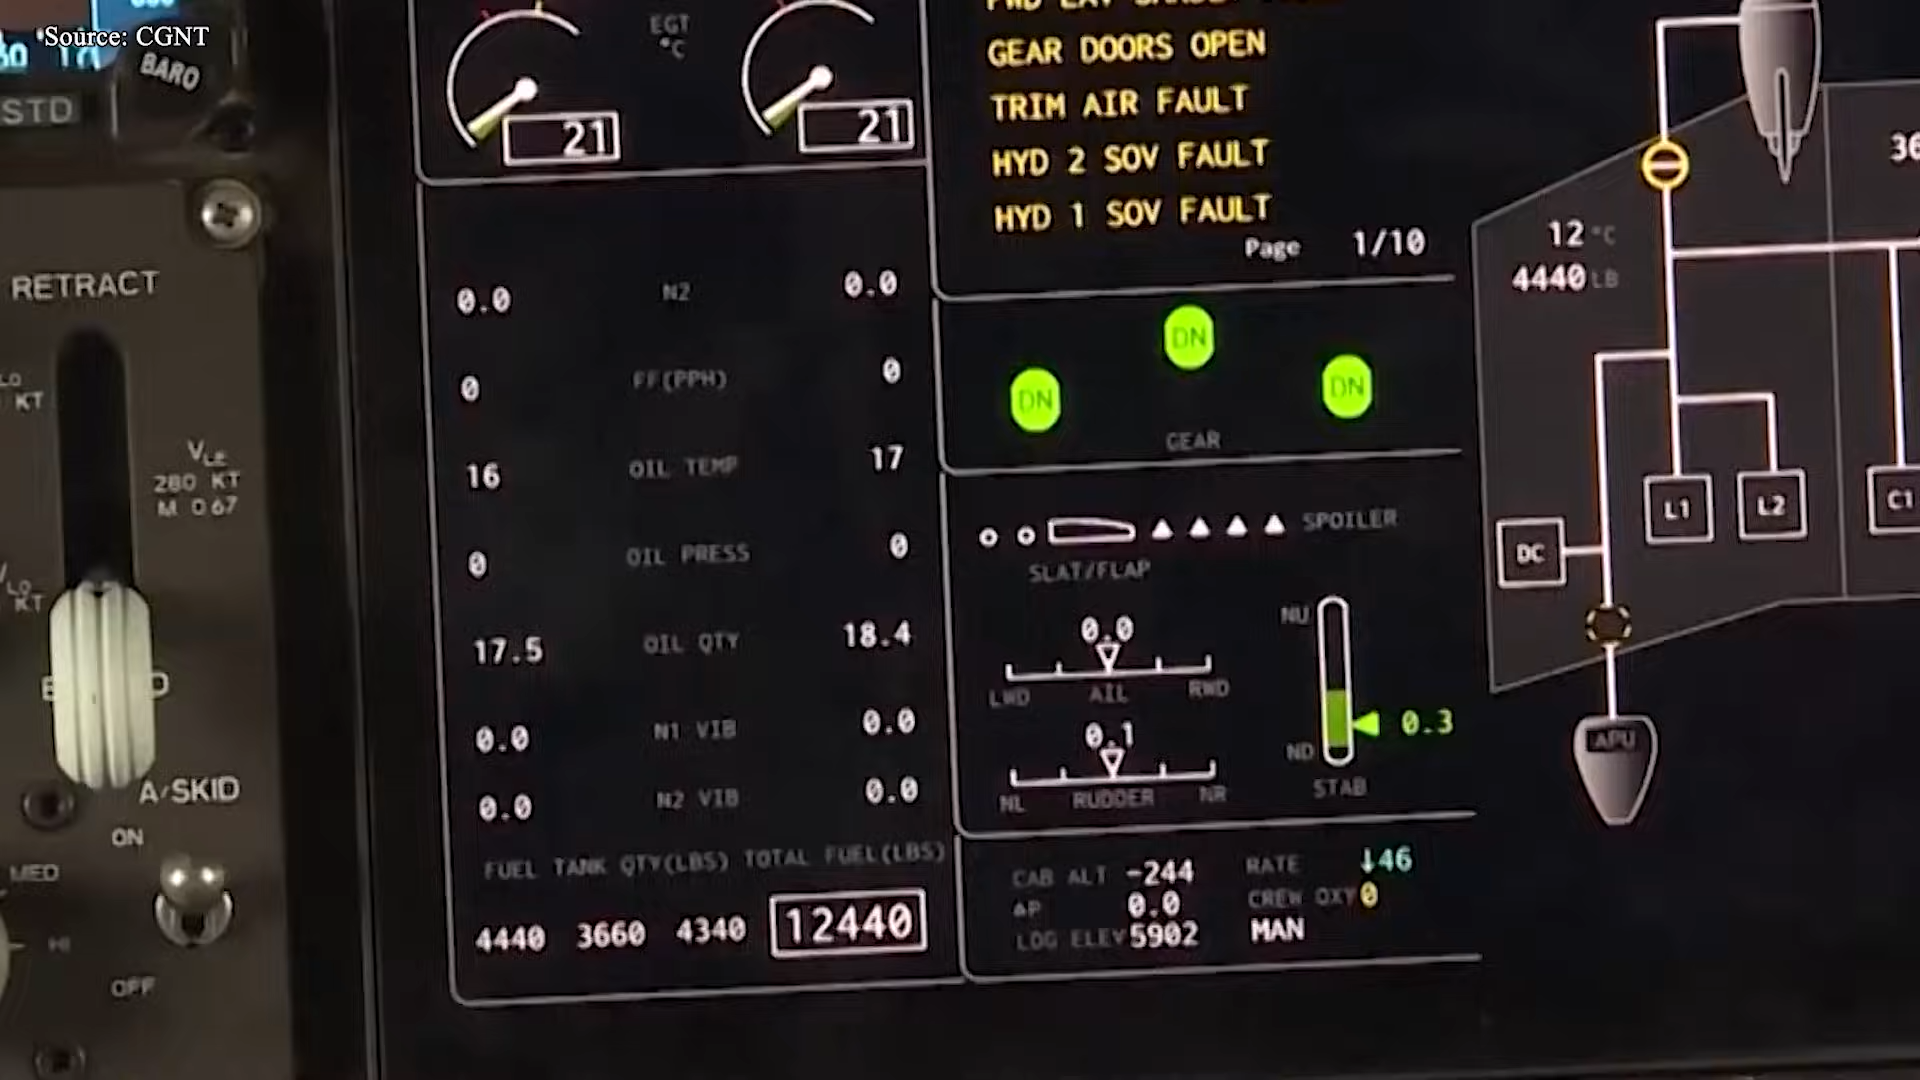 Source: CGNT
BARO
STD
RETRACT
LO
KT
VLE
280 KT
M 0.67
LO
KT
A/SKID
ON
MED
HI
OFF
EGT
°C
21
21
0.0 N2 0.0
0 FF(PPH) 0
16 OIL TEMP 17
0 OIL PRESS 0
17.5 OIL QTY 18.4
0.0 N1 VIB 0.0
0.0 N2 VIB 0.0
FUEL TANK QTY(LBS) TOTAL FUEL(LBS)
4440 3660 4340 12440
GEAR DOORS OPEN
TRIM AIR FAULT
HYD 2 SOV FAULT
HYD 1 SOV FAULT
Page 1/10
DN
DN
DN
GEAR
SPOILER
SLAT/FLAP
0.0
LWD AIL RWD
0.1
NL RUDDER NR
NU
ND
0.3
STAB
CAB ALT -244 RATE ↓46
ΔP 0.0 CREW OXY 0
LDG ELEV 5902 MAN
12 °C
4440 LB
36
L1
L2
C1
DC
APU